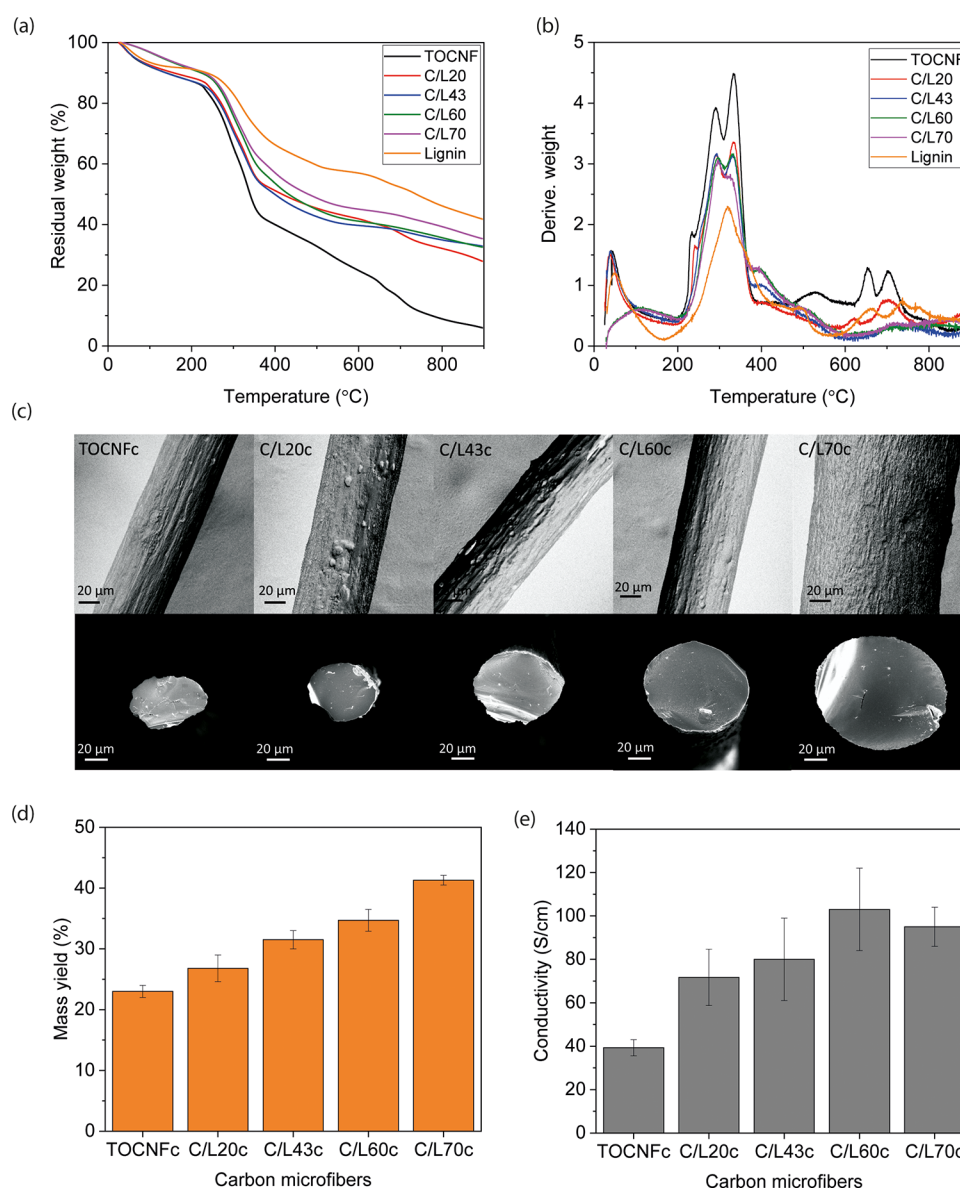 (a)
100
80
60
40
20
0
Residual weight (%)
0 200 400 600 800
Temperature (°C)
TOCNF
C/L20
C/L43
C/L60
C/L70
Lignin
(b)
5
4
3
2
1
0
Derive. weight
0 200 400 600 800
Temperature (°C)
TOCNF
C/L20
C/L43
C/L60
C/L70
Lignin
(c)
TOCNFc C/L20c C/L43c C/L60c C/L70c
20 µm 20 µm 20 µm 20 µm 20 µm
20 µm 20 µm 20 µm 20 µm 20 µm
(d)
50
40
30
20
10
0
Mass yield (%)
TOCNFc C/L20c C/L43c C/L60c C/L70c
Carbon microfibers
(e)
140
120
100
80
60
40
20
0
Conductivity (S/cm)
TOCNFc C/L20c C/L43c C/L60c C/L70c
Carbon microfibers